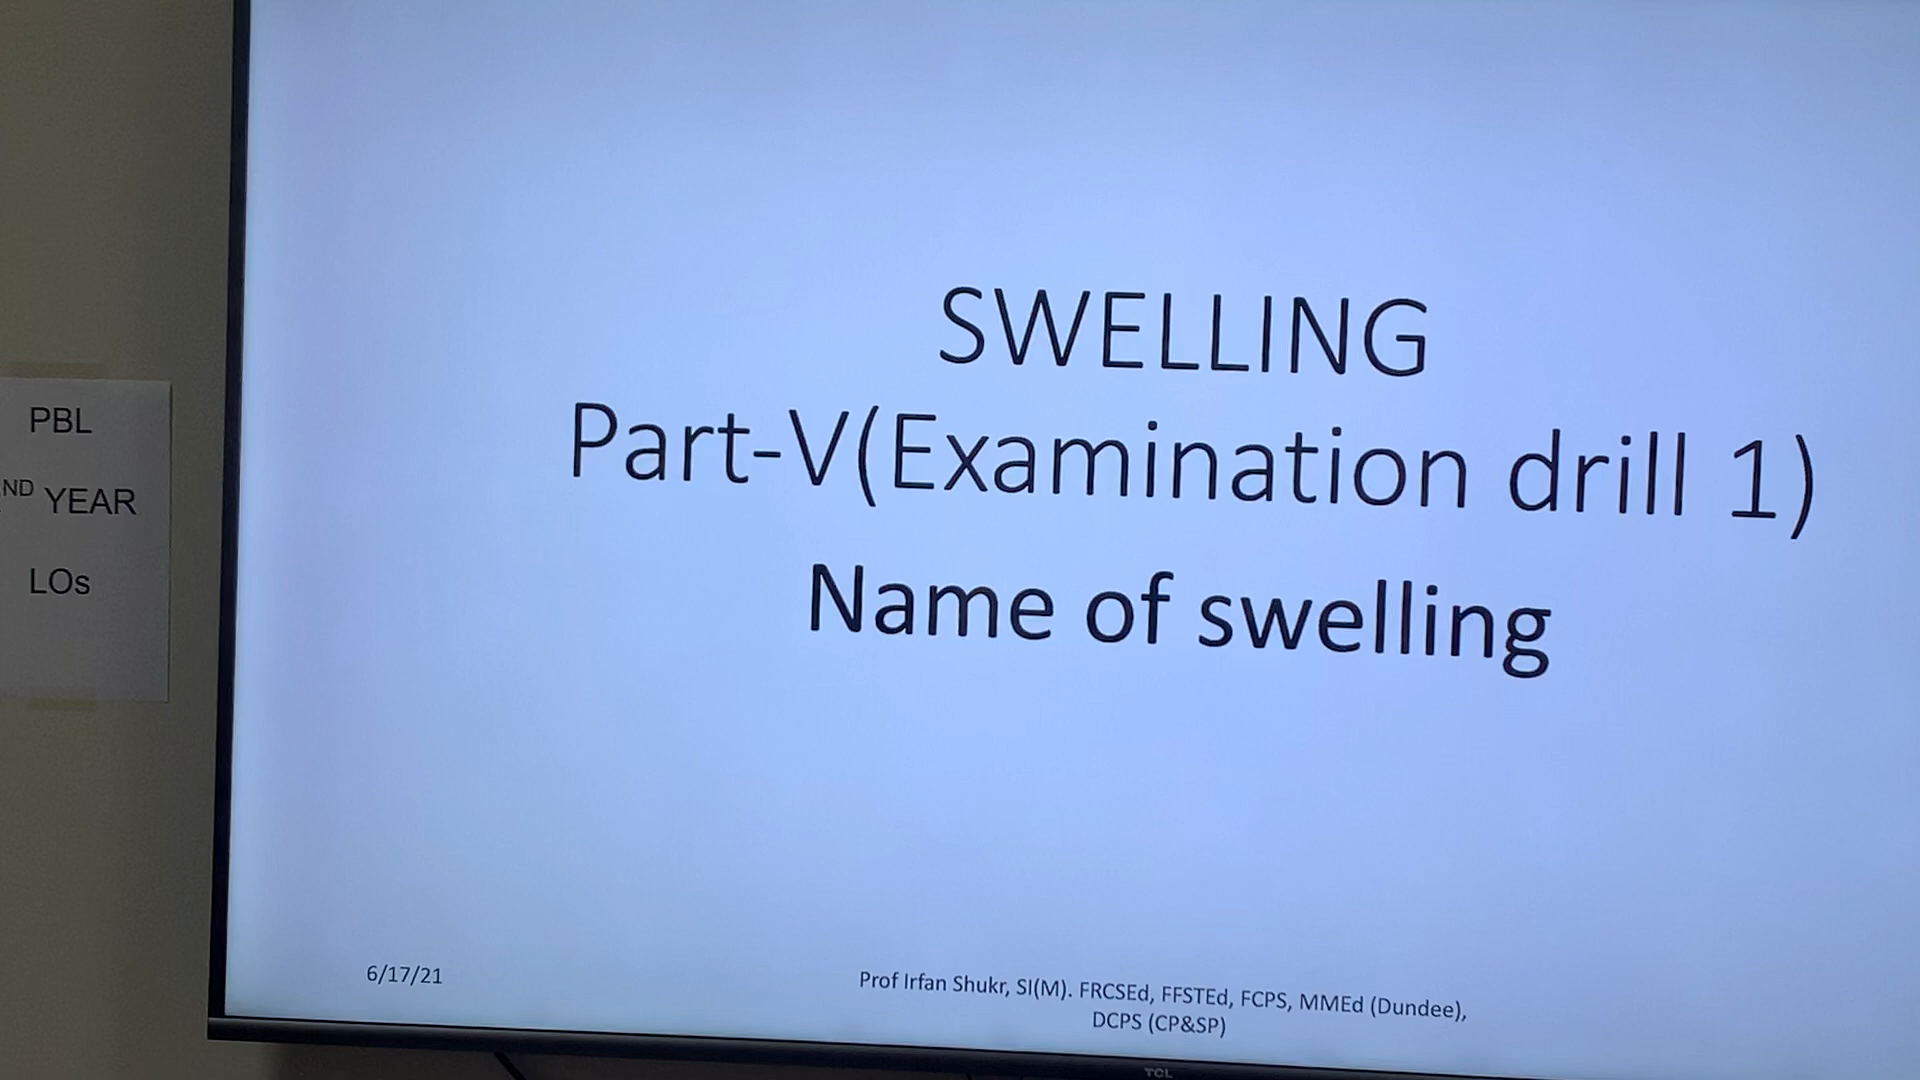 SWELLING
Part-V(Examination drill 1)
Name of swelling
6/17/21
Prof Irfan Shukr, SI(M). FRCSEd, FFSTEd, FCPS, MMEd (Dundee),
DCPS (CP&SP)
PBL
ND YEAR
LOs
TCL